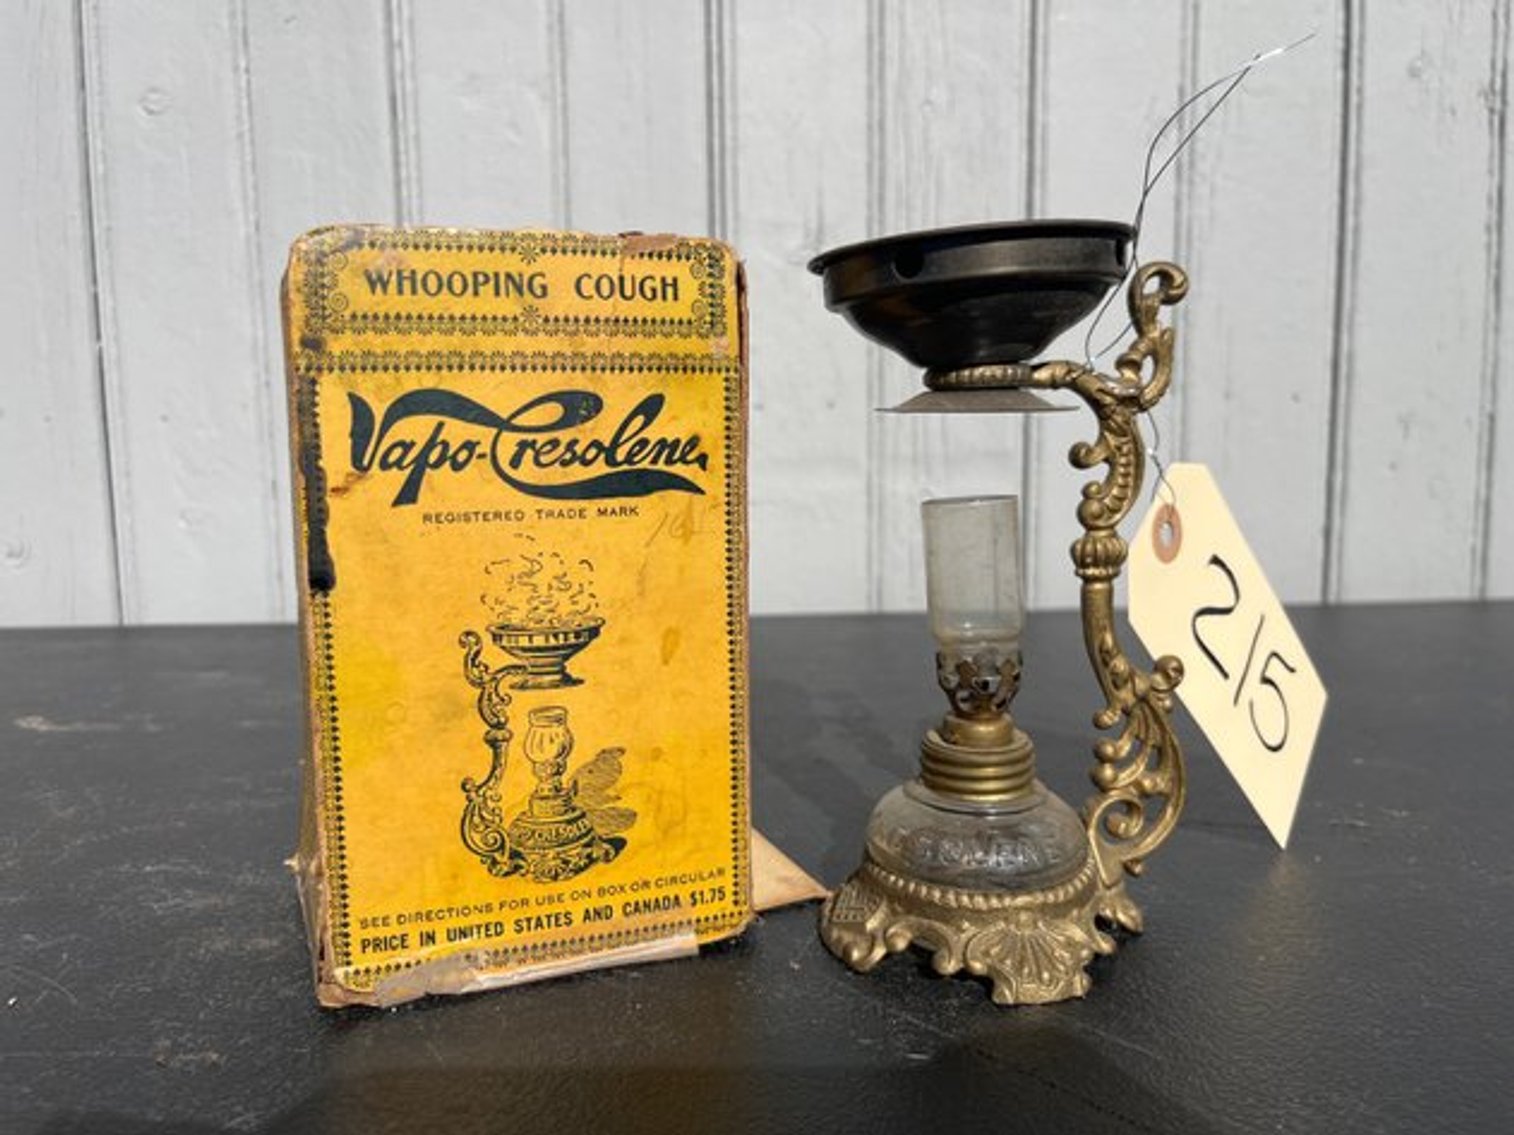 WHOOPING COUGH
Vapo-Cresolene
REGISTERED TRADE MARK
SEE DIRECTIONS FOR USE ON BOX OR CIRCULAR
PRICE IN UNITED STATES AND CANADA $1.75
2/5